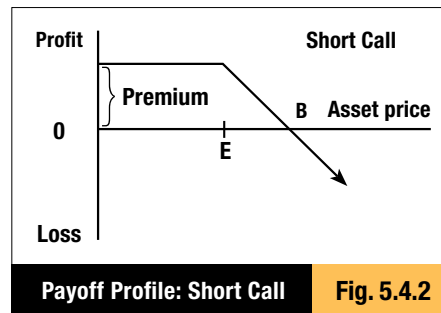 Profit
Short Call
Premium
B
Asset price
0
E
Loss
Payoff Profile: Short Call
Fig. 5.4.2